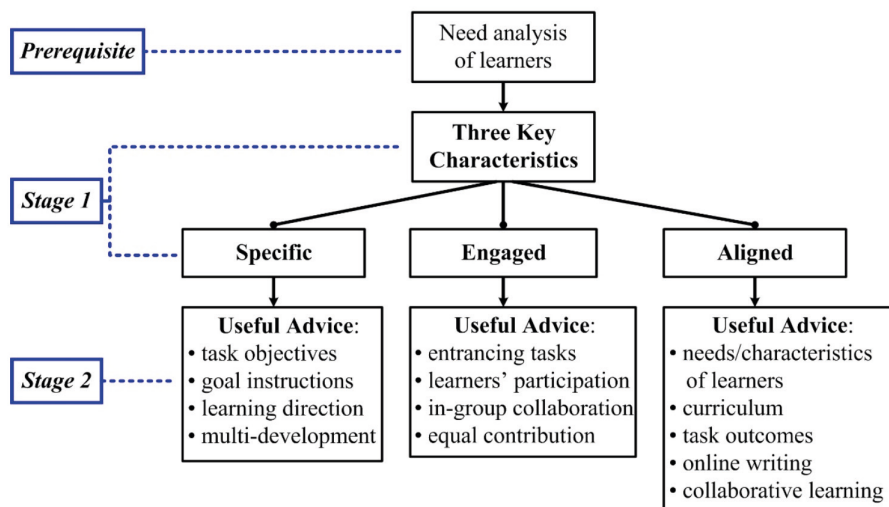 Prerequisite
Need analysis
of learners
Three Key
Characteristics
Stage 1
Specific
Engaged
Aligned
Stage 2
Useful Advice:
• task objectives
• goal instructions
• learning direction
• multi-development
Useful Advice:
• entrancing tasks
• learners' participation
• in-group collaboration
• equal contribution
Useful Advice:
• needs/characteristics
of learners
• curriculum
• task outcomes
• online writing
• collaborative learning